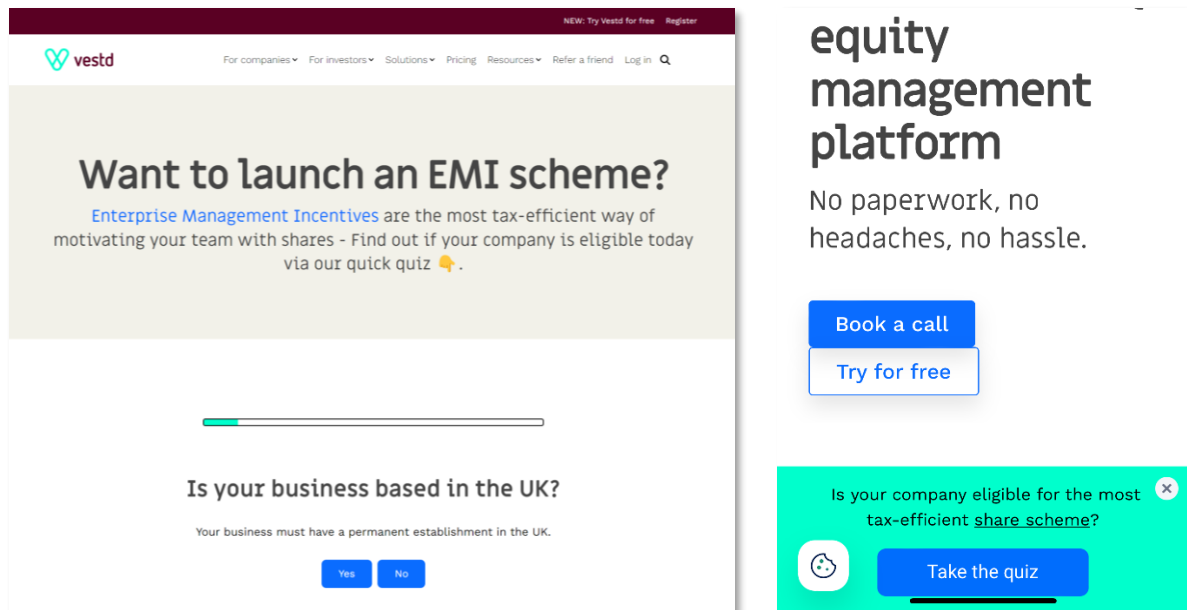 NEW: Try Vestd for free Register
vestd For companies For investors Solutions Pricing Resources Refer a friend Log in
Want to launch an EMI scheme?
Enterprise Management Incentives are the most tax-efficient way of
motivating your team with shares - Find out if your company is eligible today
via our quick quiz 👇.
Is your business based in the UK?
Your business must have a permanent establishment in the UK.
Yes No
equity
management
platform
No paperwork, no
headaches, no hassle.
Book a call
Try for free
Is your company eligible for the most
tax-efficient share scheme?
Take the quiz